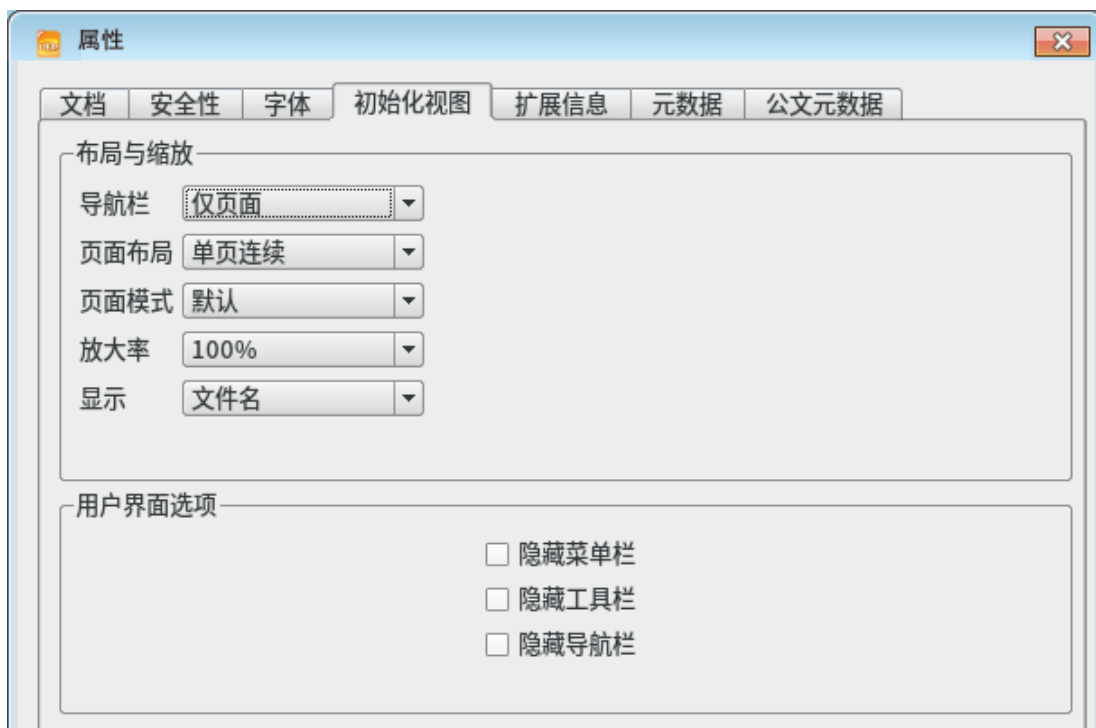 属性
文档 安全性 字体 初始化视图 扩展信息 元数据 公文元数据
布局与缩放
导航栏 仅页面
页面布局 单页连续
页面模式 默认
放大率 100%
显示 文件名
用户界面选项
隐藏菜单栏
隐藏工具栏
隐藏导航栏